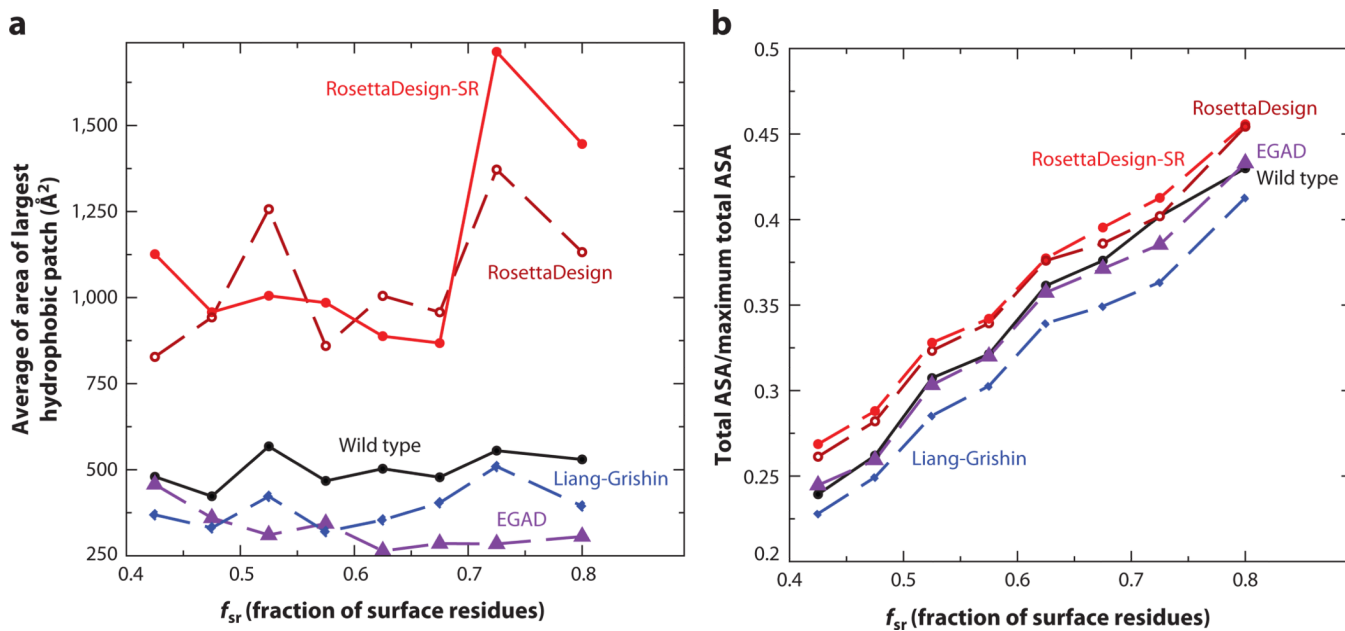 a
Average of area of largest
hydrophobic patch (Å²)
1,500
1,250
1,000
750
500
250
0.4
0.5
0.6
0.7
0.8
RosettaDesign-SR
RosettaDesign
Wild type
Liang-Grishin
EGAD
fsr (fraction of surface residues)
b
Total ASA/maximum total ASA
0.5
0.45
0.4
0.35
0.3
0.25
0.2
0.4
0.5
0.6
0.7
0.8
RosettaDesign
RosettaDesign-SR
EGAD
Wild type
Liang-Grishin
fsr (fraction of surface residues)